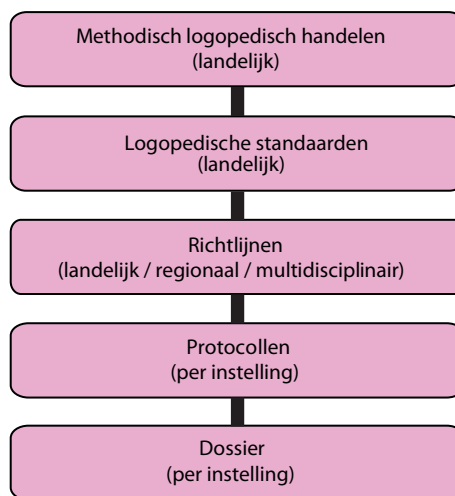 Methodisch logopedisch handelen
(landelijk)
Logopedische standaarden
(landelijk)
Richtlijnen
(landelijk / regionaal / multidisciplinair)
Protocollen
(per instelling)
Dossier
(per instelling)